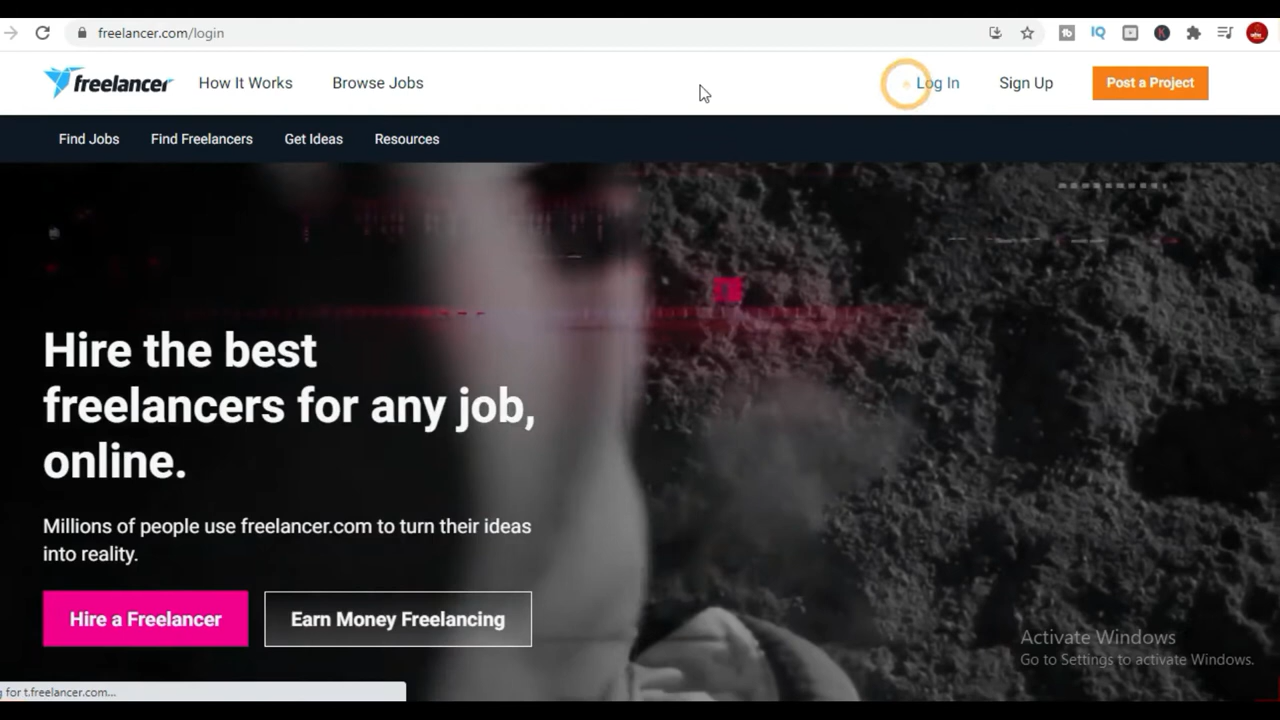 freelancer.com/login
freelancer
How It Works
Browse Jobs
Log In
Sign Up
Post a Project
Find Jobs
Find Freelancers
Get Ideas
Resources
Hire the best
freelancers for any job,
online.
Millions of people use freelancer.com to turn their ideas
into reality.
Hire a Freelancer
Earn Money Freelancing
Activate Windows
Go to Settings to activate Windows.
g for t.freelancer.com...